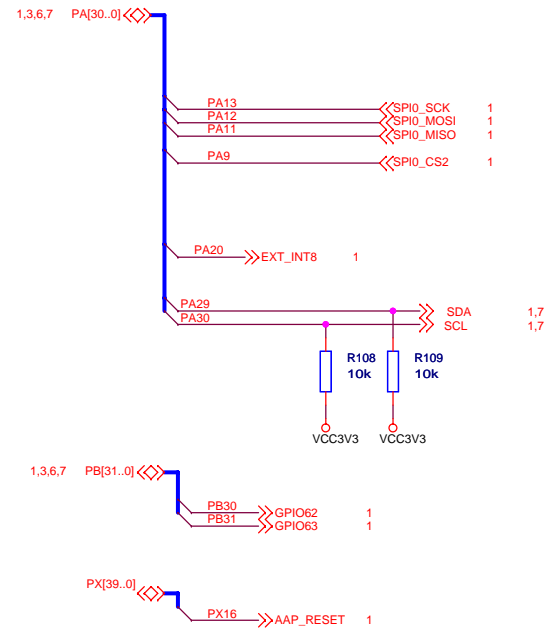 1,3,6,7 PA[30..0]
PA13 SPI0_SCK 1
PA12 SPI0_MOSI 1
PA11 SPI0_MISO 1
PA9 SPI0_CS2 1
PA20 EXT_INT8 1
PA29 SDA 1,7
PA30 SCL 1,7
R108 R109
10k 10k
VCC3V3 VCC3V3
1,3,6,7 PB[31..0]
PB30 GPIO62 1
PB31 GPIO63 1
PX[39..0]
PX16 AAP_RESET 1